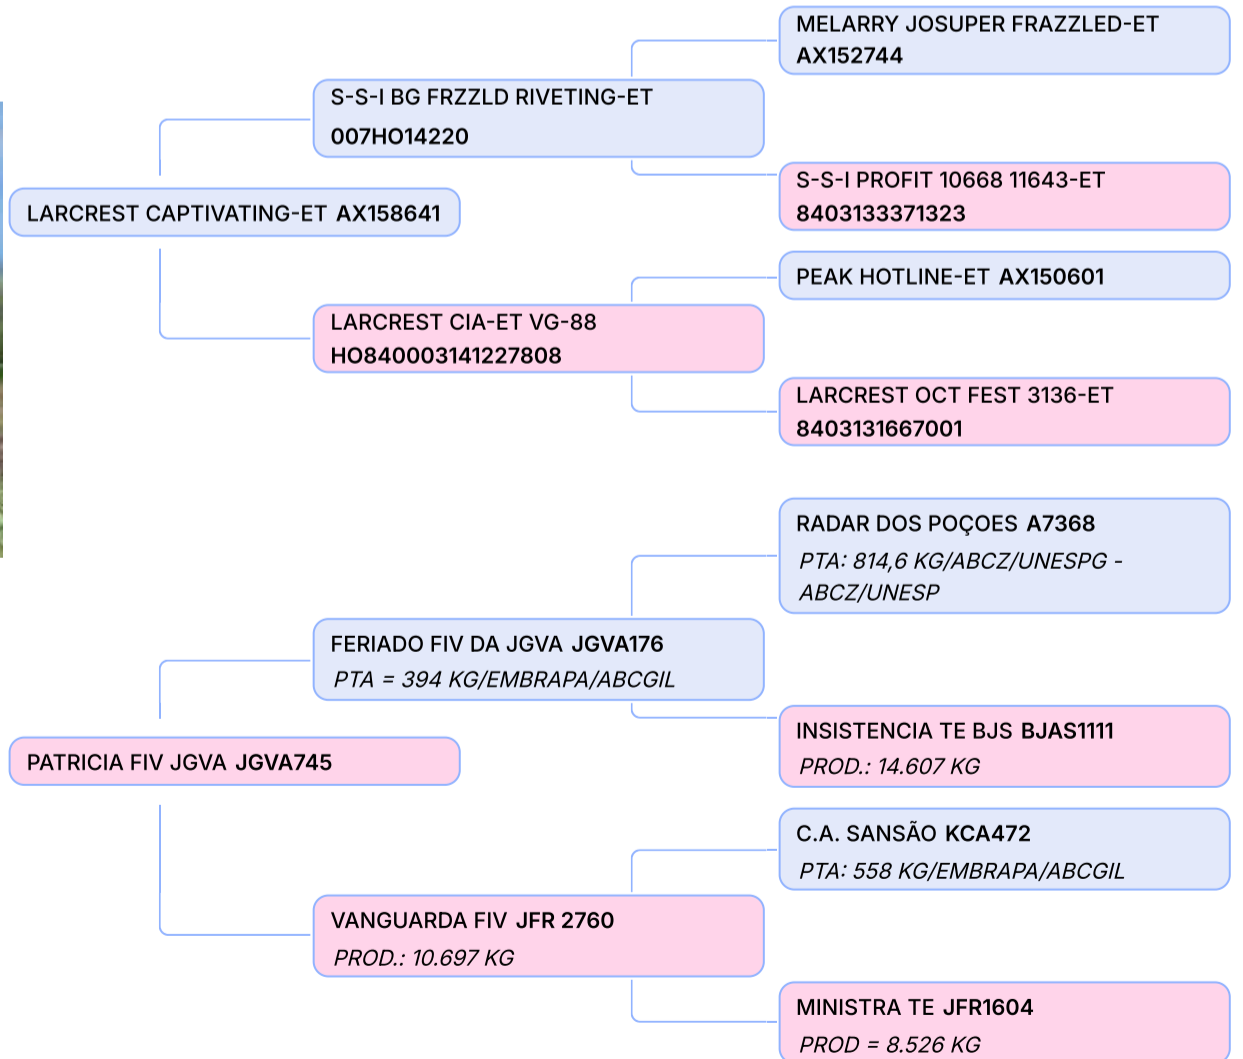 MELARRY JOSUPER FRAZZLED-ET
AX152744
S-S-I BG FRZZLD RIVETING-ET
007HO14220
S-S-I PROFIT 10668 11643-ET
8403133371323
LARCREST CAPTIVATING-ET AX158641
PEAK HOTLINE-ET AX150601
LARCREST CIA-ET VG-88
HO840003141227808
LARCREST OCT FEST 3136-ET
8403131667001
RADAR DOS POÇOES A7368
PTA: 814,6 KG/ABCZ/UNESPG -
ABCZ/UNESP
FERIADO FIV DA JGVA JGVA176
PTA = 394 KG/EMBRAPA/ABCGIL
INSISTENCIA TE BJS BJAS1111
PROD.: 14.607 KG
PATRICIA FIV JGVA JGVA745
C.A. SANSÃO KCA472
PTA: 558 KG/EMBRAPA/ABCGIL
VANGUARDA FIV JFR 2760
PROD.: 10.697 KG
MINISTRA TE JFR1604
PROD = 8.526 KG